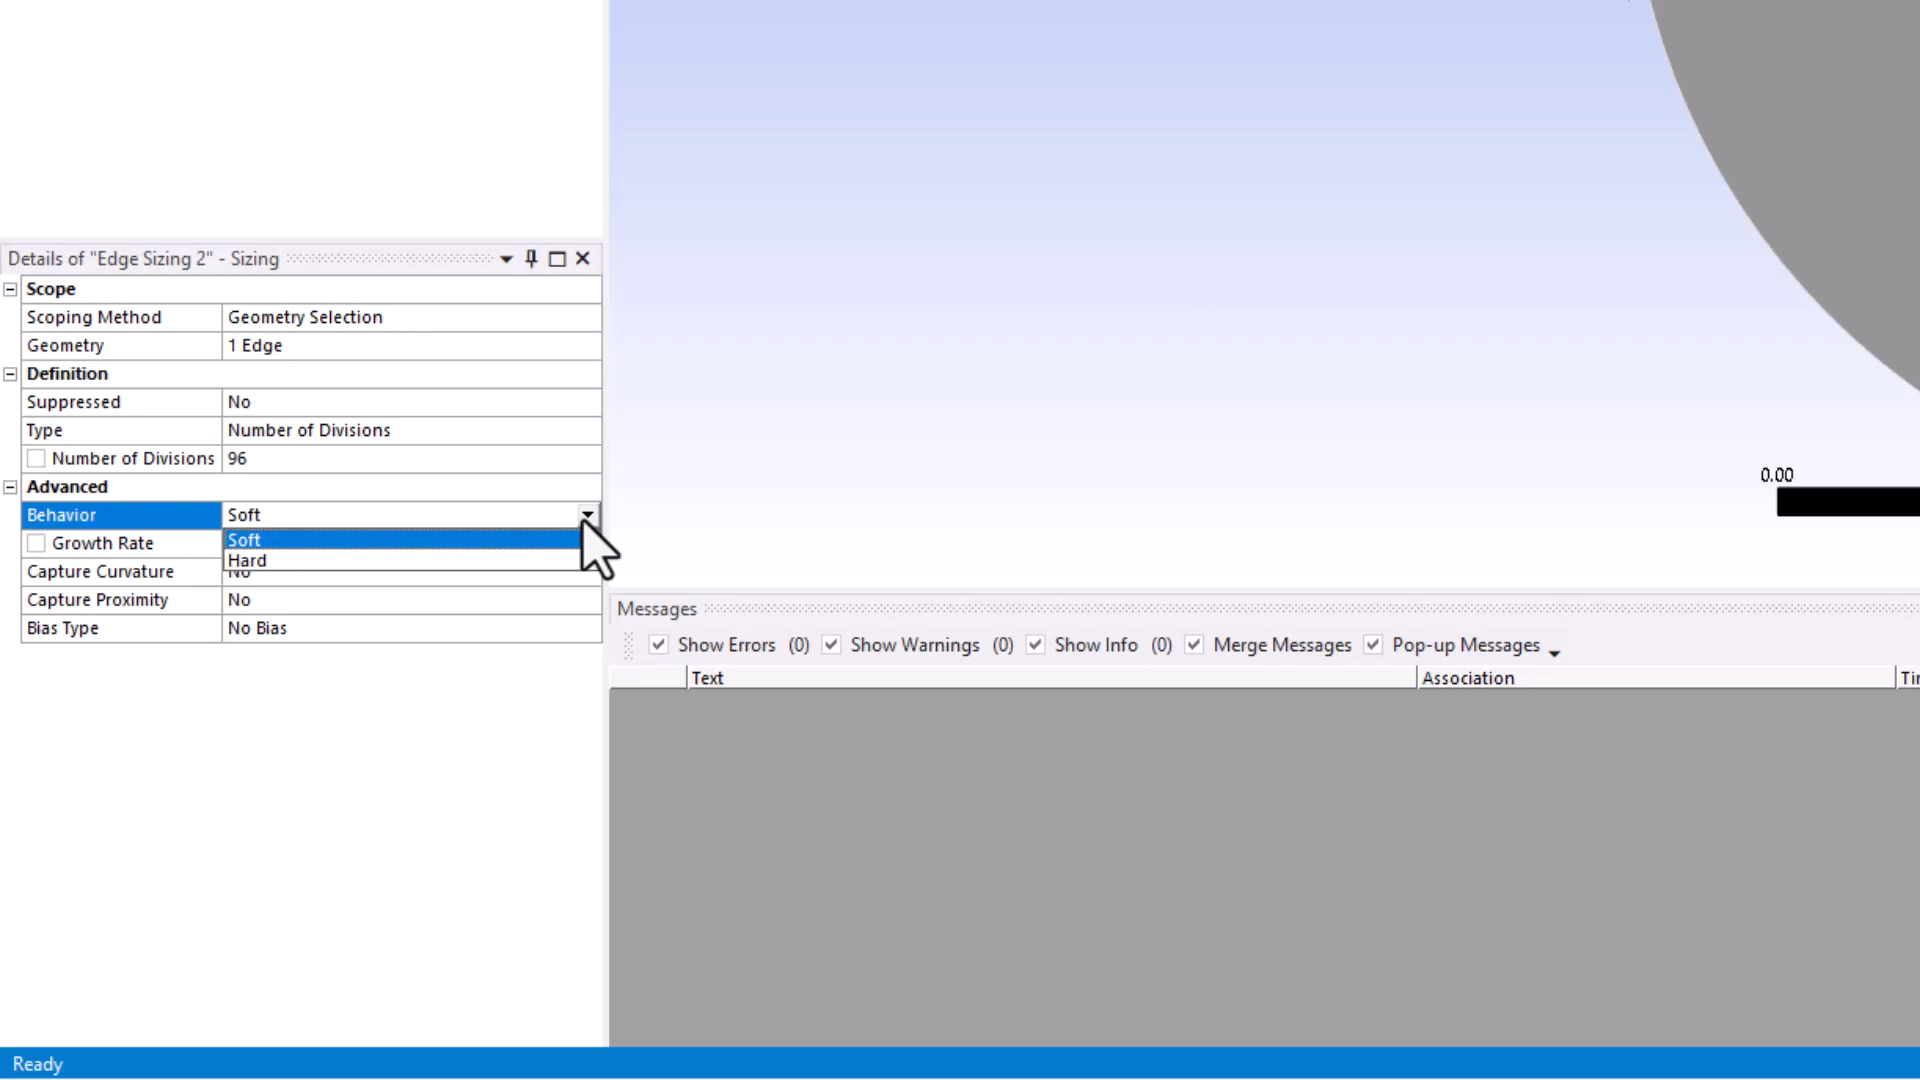 Details of "Edge Sizing 2" - Sizing
Scope
Scoping Method Geometry Selection
Geometry 1 Edge
Definition
Suppressed No
Type Number of Divisions
Number of Divisions 96
Advanced
Behavior Soft
Soft
Hard
Growth Rate
Capture Curvature No
Capture Proximity No
Bias Type No Bias
0.00
Messages
Show Errors (0) Show Warnings (0) Show Info (0) Merge Messages Pop-up Messages
Text Association
Ready